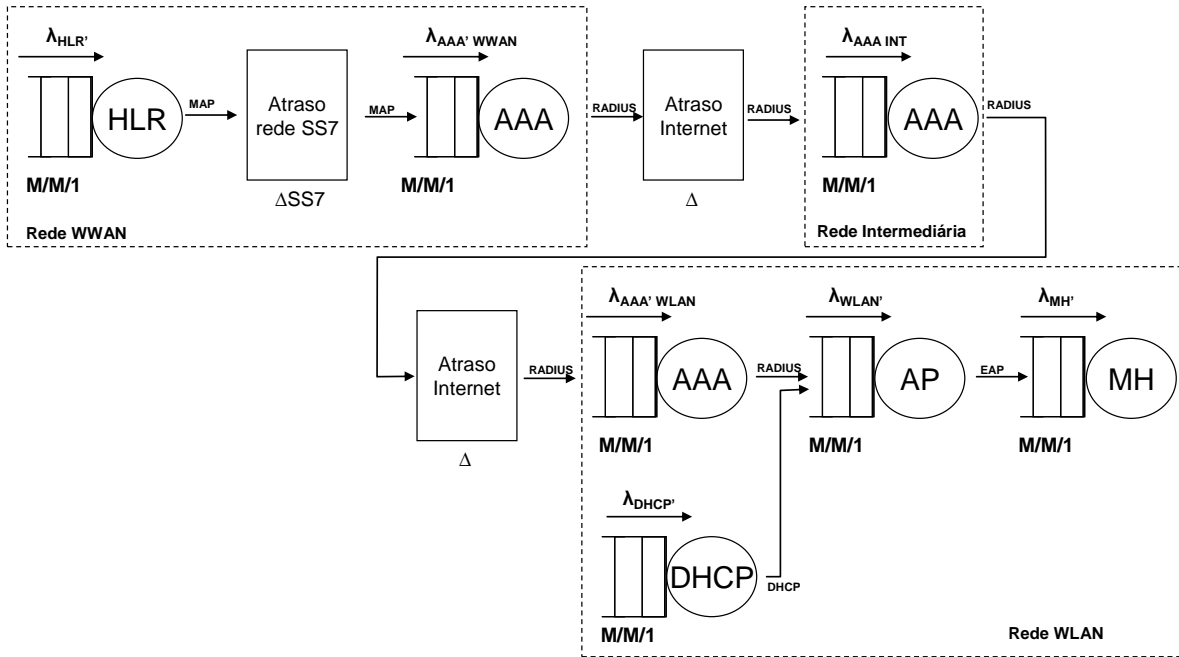 λHLR'
HLR
M/M/1
MAP
Atraso
rede SS7
ΔSS7
MAP
λAAA' WWAN
AAA
M/M/1
Rede WWAN
RADIUS
Atraso
Internet
Δ
RADIUS
λAAA INT
AAA
M/M/1
Rede Intermediária
RADIUS
Atraso
Internet
Δ
RADIUS
λAAA' WLAN
AAA
M/M/1
RADIUS
λWLAN'
AP
M/M/1
EAP
λMH'
MH
M/M/1
λDHCP'
DHCP
M/M/1
DHCP
Rede WLAN